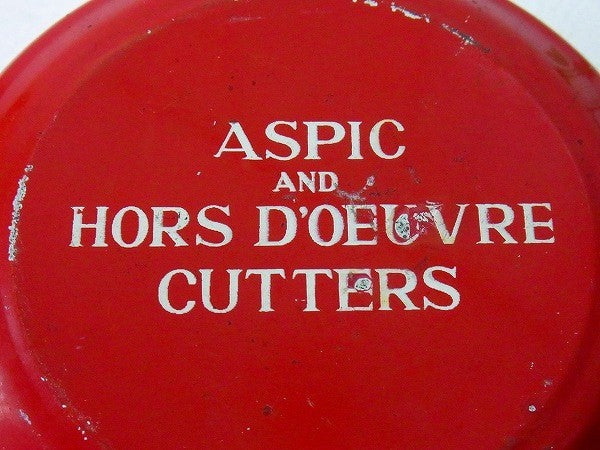 ASPIC
AND
HORS D'OEUVRE
CUTTERS